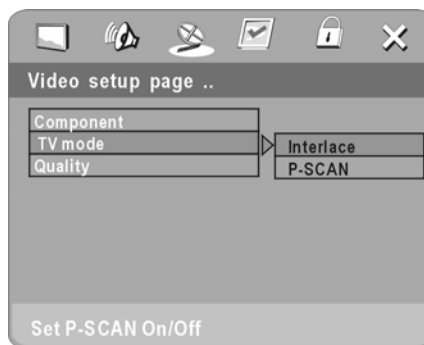 Video setup page ..
Component
TV mode
Quality
Interlace
P-SCAN
Set P-SCAN On/Off